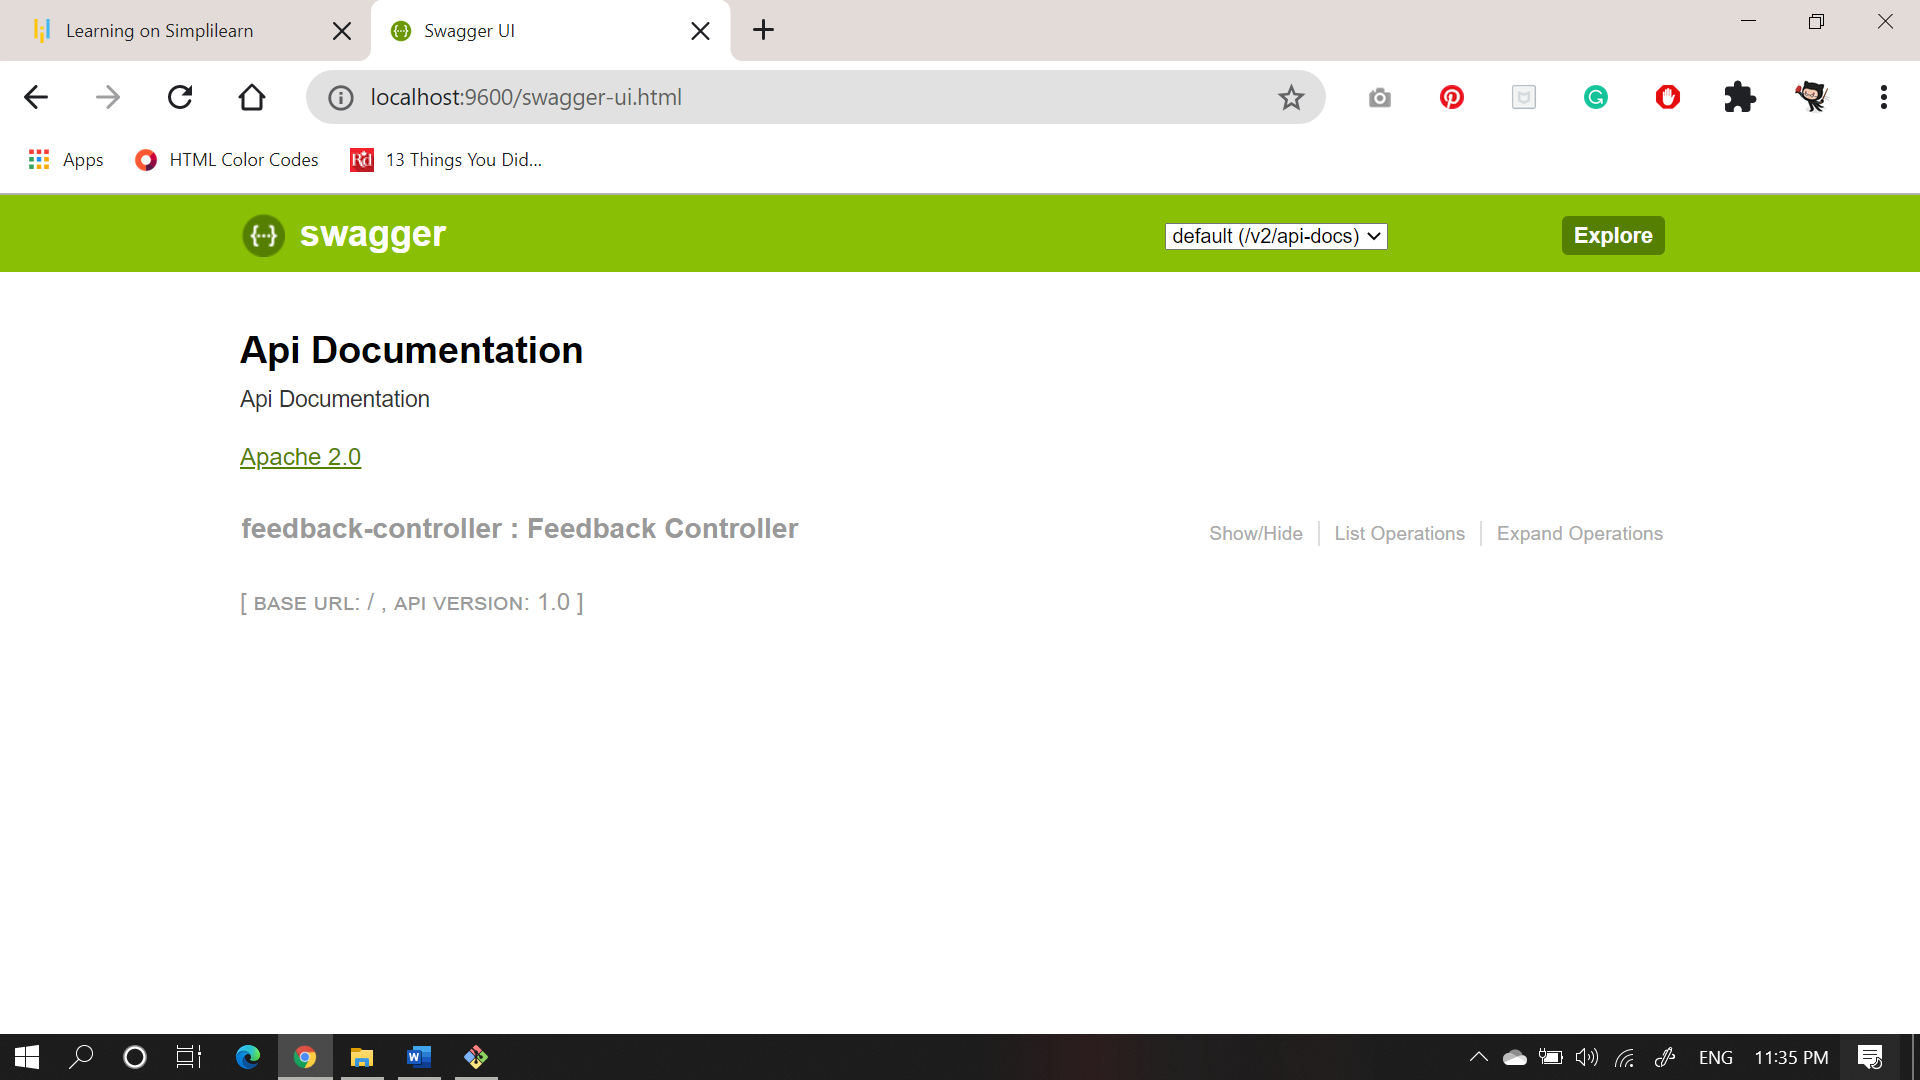 Learning on Simplilearn
Swagger UI
localhost:9600/swagger-ui.html
Apps
HTML Color Codes
Rd
13 Things You Did...
{···} swagger
default (/v2/api-docs)
Explore
Api Documentation
Api Documentation
Apache 2.0
feedback-controller : Feedback Controller
Show/Hide
List Operations
Expand Operations
[ BASE URL: / , API VERSION: 1.0 ]
ENG
11:35 PM